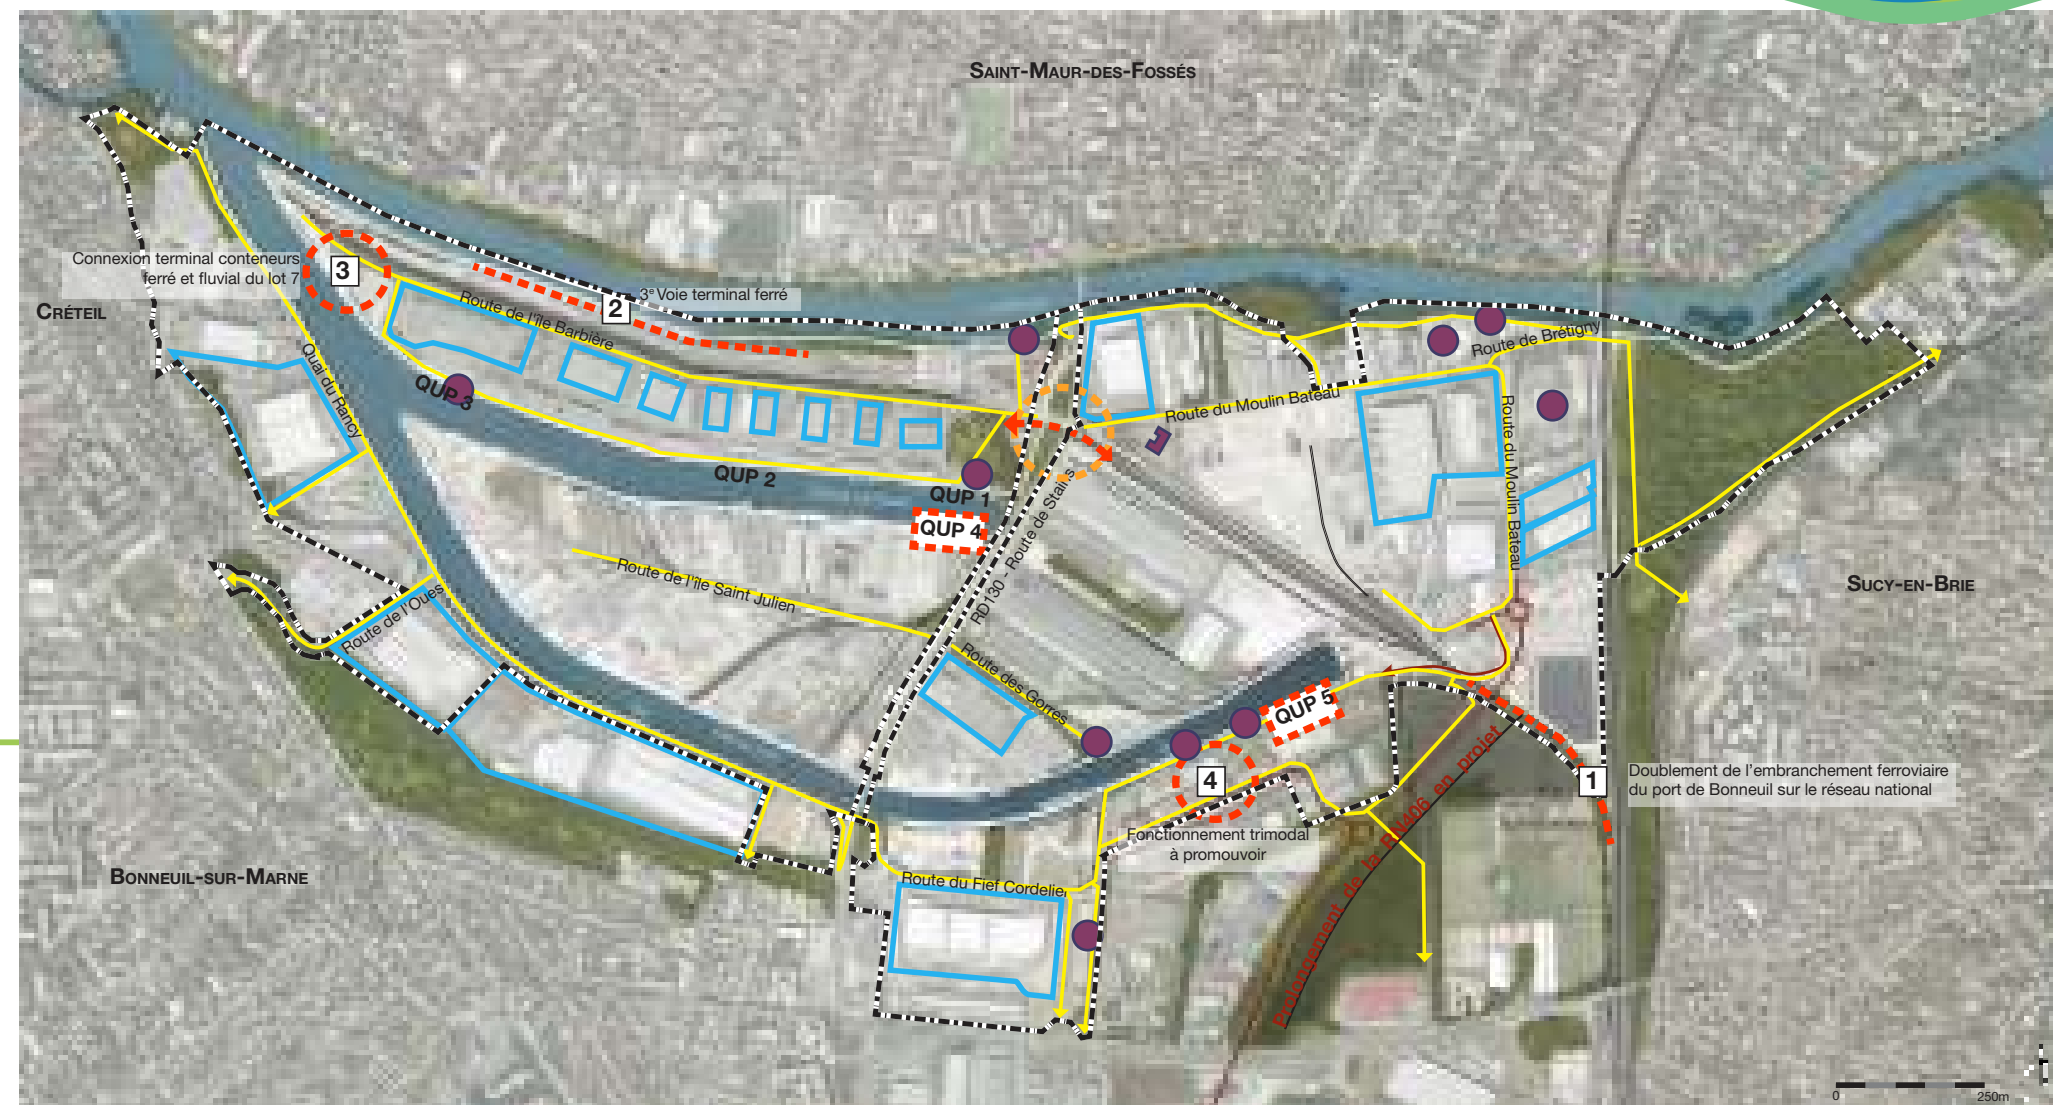 SAINT-MAUR-DES-FOSSÉS
Connexion terminal conteneurs
ferré et fluvial du lot 7
3
CRÉTEIL
2
3e Voie terminal ferré
Route de l'île Barbière
Quai du Rancy
QUP 3
QUP 2
QUP 1
QUP 4
Route de Brétigny
Route du Moulin Bateau
Route du Moulin Bateau
RD130 - Route de Stains
Route de l'île Saint Julien
Route de l'Oues
SUCY-EN-BRIE
Route des Gorres
QUP 5
4
Fonctionnement trimodal
à promouvoir
1
Doublement de l'embranchement ferroviaire
du port de Bonneuil sur le réseau national
Prolongement de la RN406 en projet
BONNEUIL-SUR-MARNE
Route du Fief Cordelier
0
250m